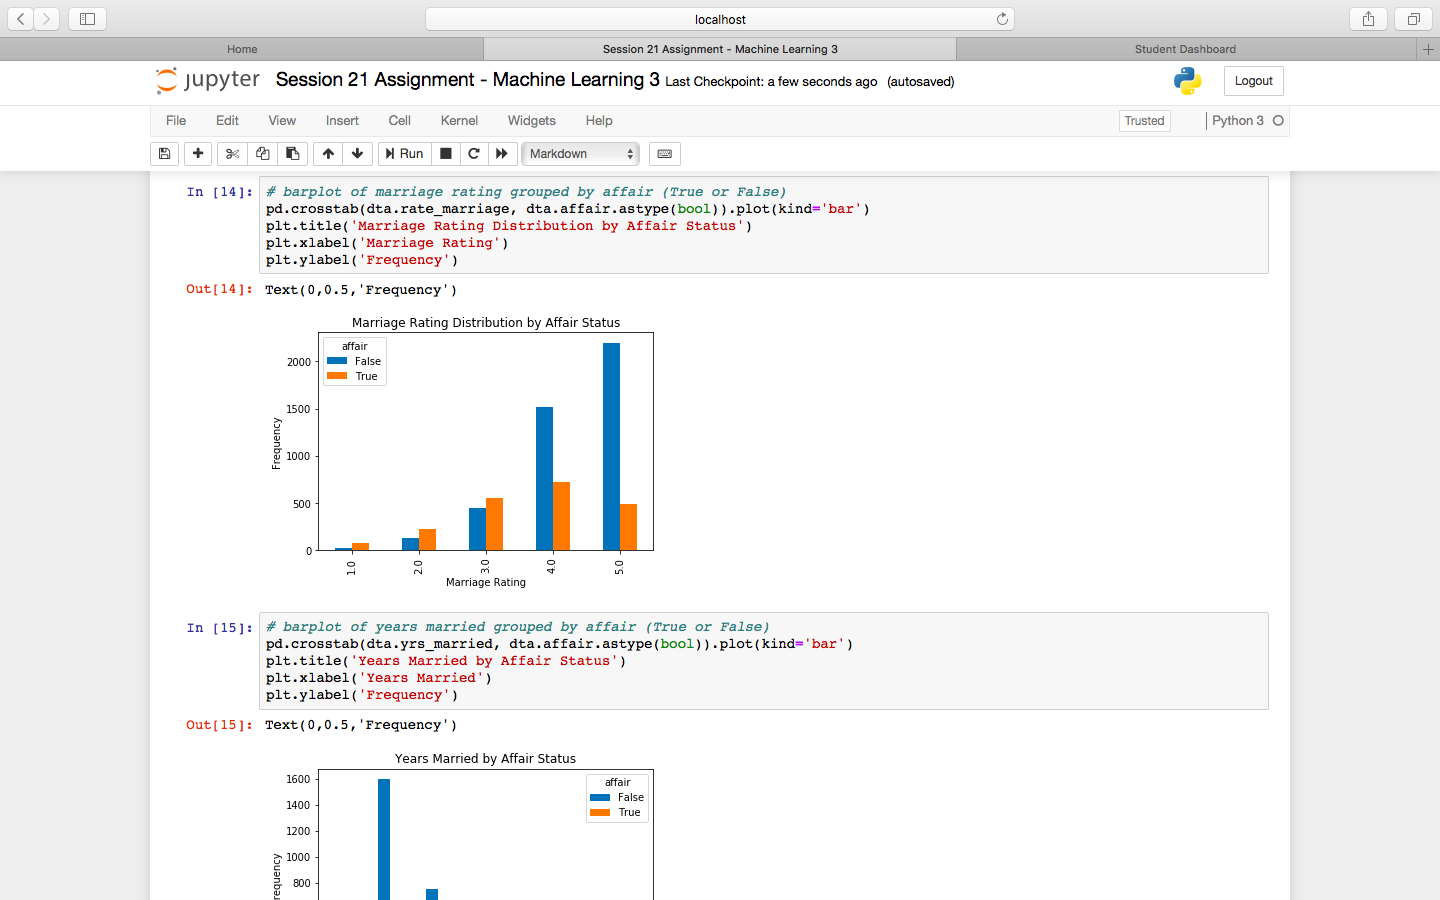 localhost
Home
Session 21 Assignment - Machine Learning 3
Student Dashboard
jupyter Session 21 Assignment - Machine Learning 3 Last Checkpoint: a few seconds ago (autosaved)
Logout
File Edit View Insert Cell Kernel Widgets Help
Trusted
Python 3
Run
Markdown
In [14]:
# barplot of marriage rating grouped by affair (True or False)
pd.crosstab(dta.rate_marriage, dta.affair.astype(bool)).plot(kind='bar')
plt.title('Marriage Rating Distribution by Affair Status')
plt.xlabel('Marriage Rating')
plt.ylabel('Frequency')
Out[14]: Text(0,0.5,'Frequency')
Marriage Rating Distribution by Affair Status
affair
False
True
2000
1500
1000
500
0
Frequency
1.0 2.0 3.0 4.0 5.0
Marriage Rating
In [15]:
# barplot of years married grouped by affair (True or False)
pd.crosstab(dta.yrs_married, dta.affair.astype(bool)).plot(kind='bar')
plt.title('Years Married by Affair Status')
plt.xlabel('Years Married')
plt.ylabel('Frequency')
Out[15]: Text(0,0.5,'Frequency')
Years Married by Affair Status
affair
False
True
1600
1400
1200
1000
800
requency